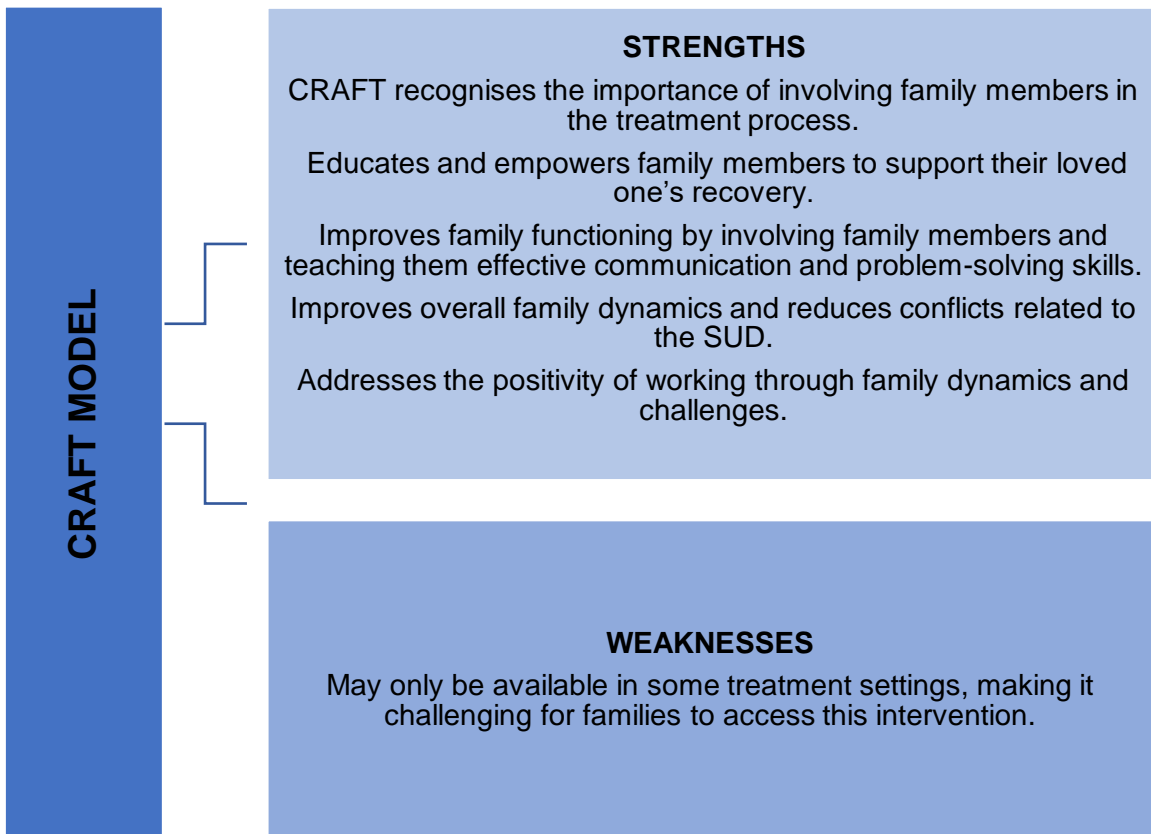 CRAFT MODEL
STRENGTHS
CRAFT recognises the importance of involving family members in
the treatment process.
Educates and empowers family members to support their loved
one’s recovery.
Improves family functioning by involving family members and
teaching them effective communication and problem-solving skills.
Improves overall family dynamics and reduces conflicts related to
the SUD.
Addresses the positivity of working through family dynamics and
challenges.
WEAKNESSES
May only be available in some treatment settings, making it
challenging for families to access this intervention.